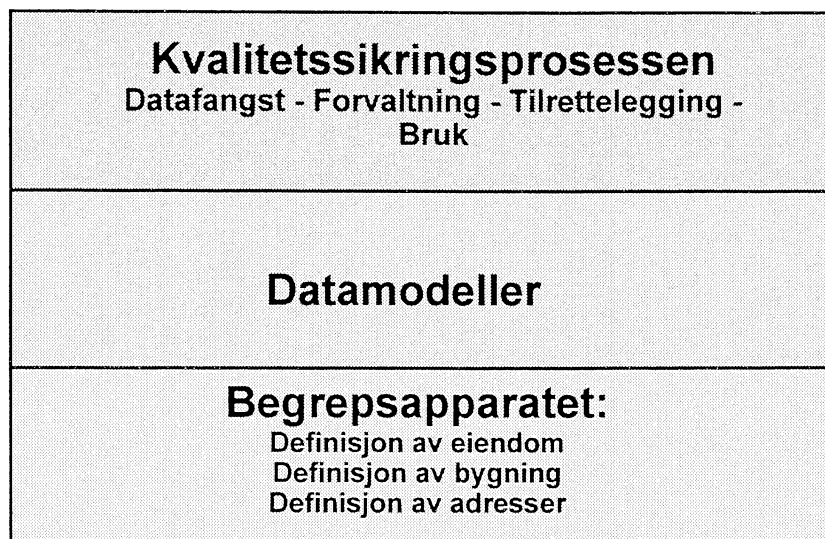 Kvalitetssikringsprosessen
Datafangst - Forvaltning - Tilrettelegging -
Bruk
Datamodeller
Begrepsapparatet:
Definisjon av eiendom
Definisjon av bygning
Definisjon av adresser